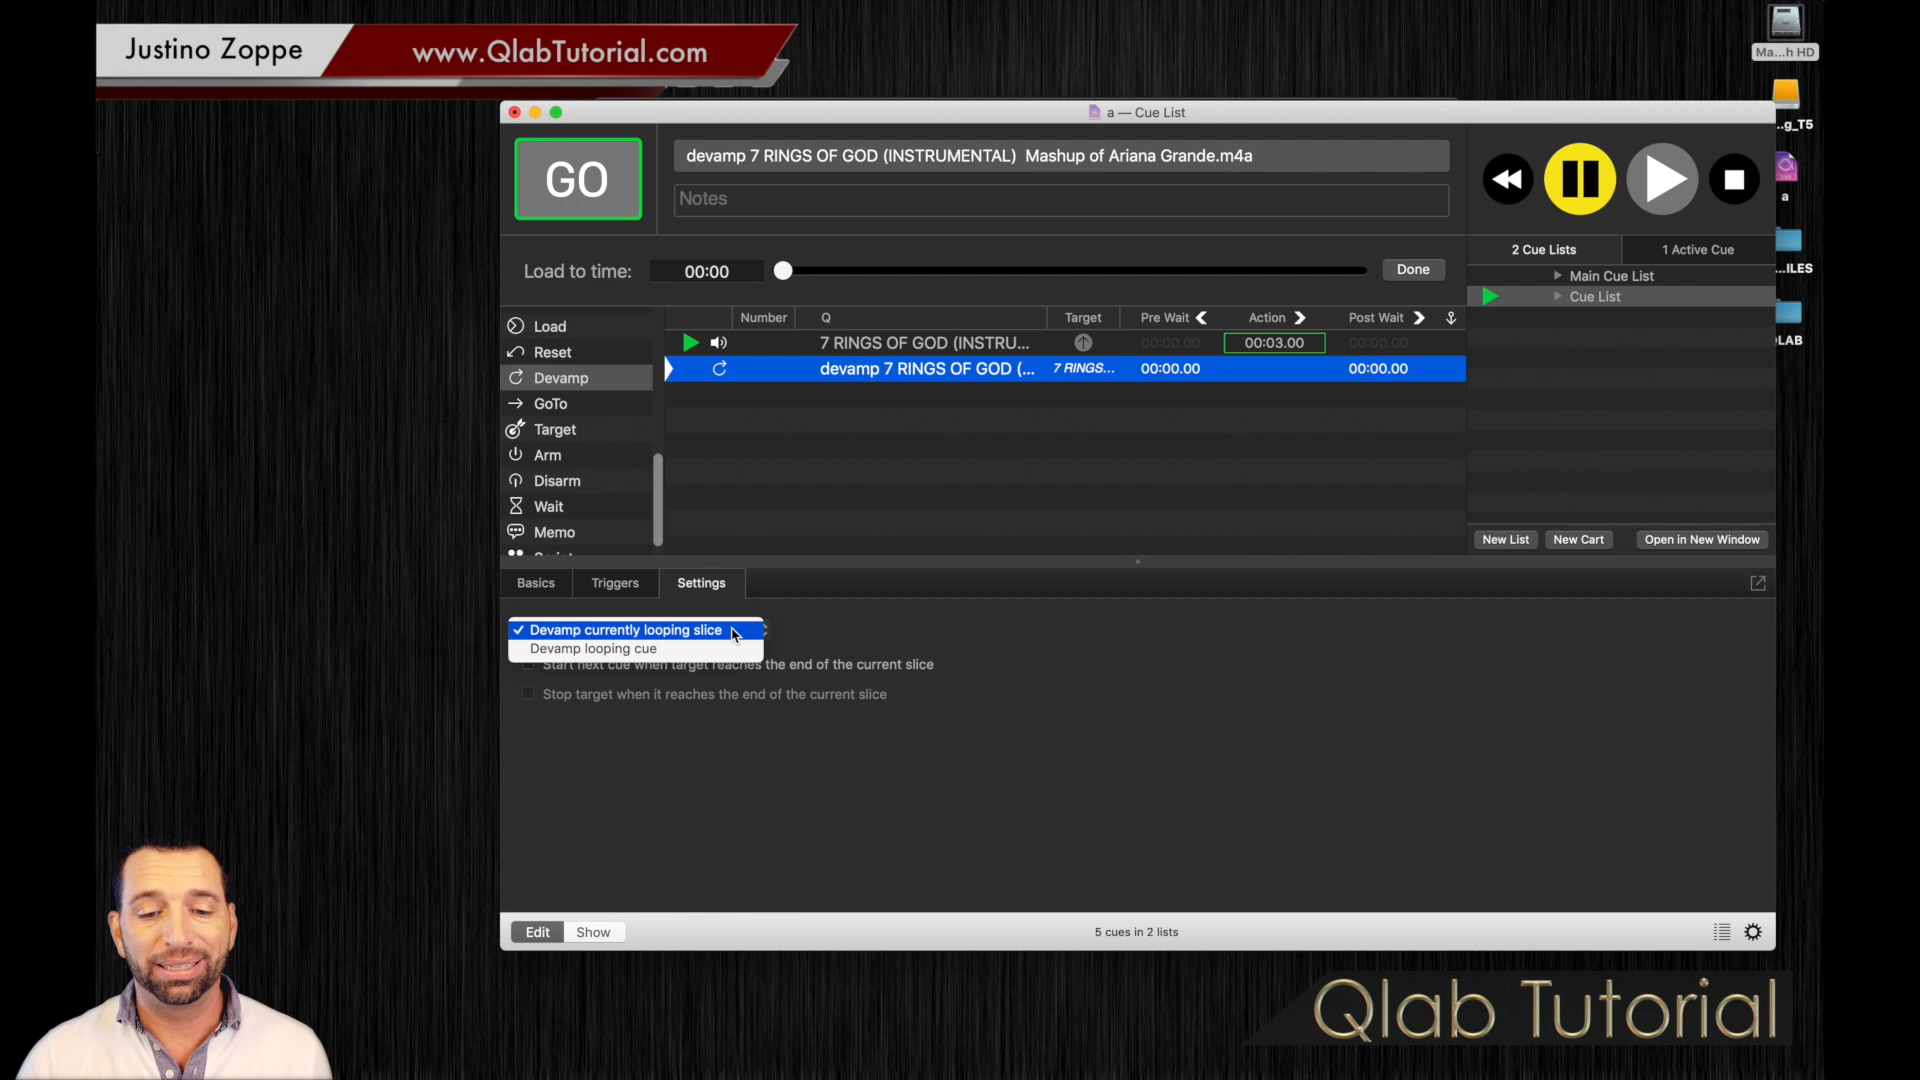 Justino Zoppe
www.QlabTutorial.com
Ma...h HD
a — Cue List
...g_T5
GO
devamp 7 RINGS OF GOD (INSTRUMENTAL)  Mashup of Ariana Grande.m4a
Notes
a
Load to time:
00:00
Done
2 Cue Lists
1 Active Cue
Main Cue List
Cue List
...ILES
Number
Q
Target
Pre Wait
Action
Post Wait
Load
Reset
Devamp
GoTo
Target
Arm
Disarm
Wait
Memo
7 RINGS OF GOD (INSTRU...
00:00.00
00:03.00
00:00.00
devamp 7 RINGS OF GOD (...
7 RINGS...
00:00.00
00:00.00
LAB
New List
New Cart
Open in New Window
Basics
Triggers
Settings
✓ Devamp currently looping slice
Devamp looping cue
Start next cue when target reaches the end of the current slice
Stop target when it reaches the end of the current slice
Edit
Show
5 cues in 2 lists
Qlab Tutorial